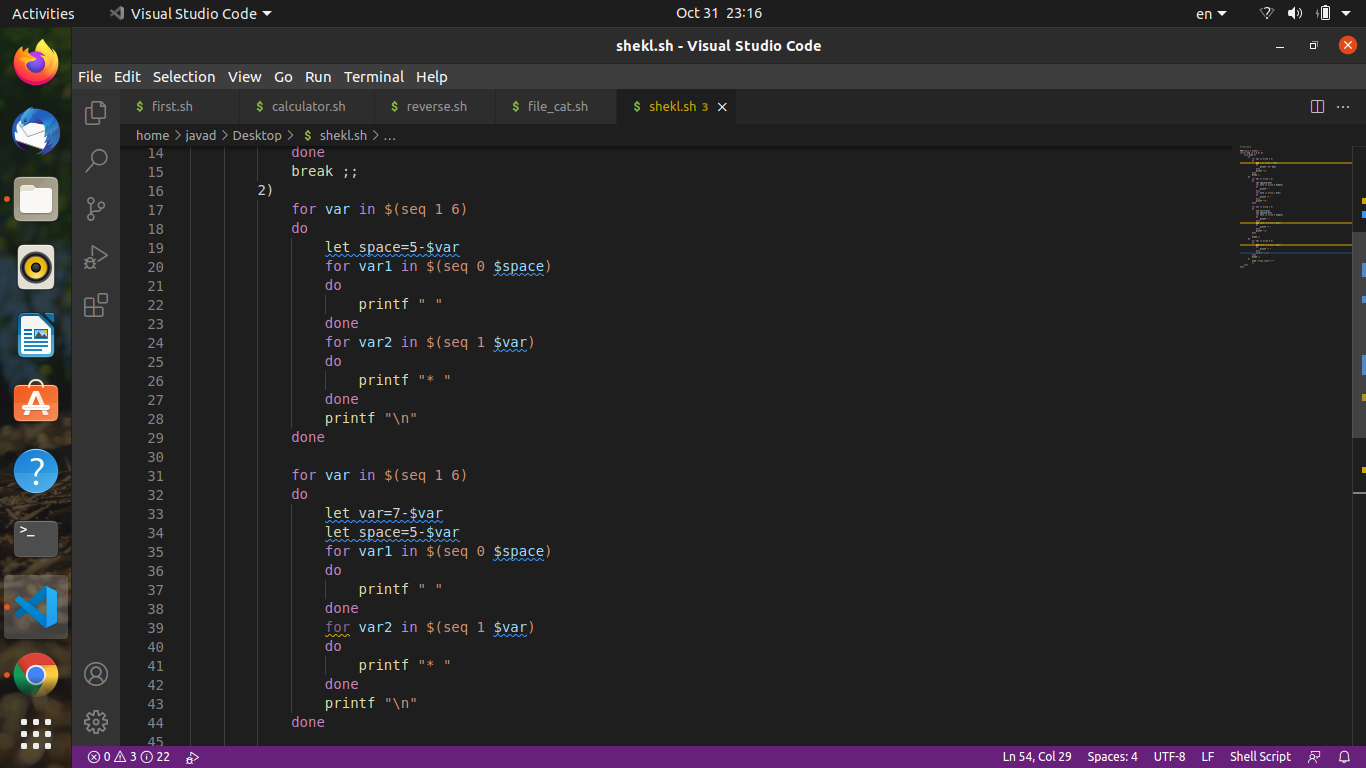 Activities Visual Studio Code Oct 31 23:16 en
shekl.sh - Visual Studio Code
File Edit Selection View Go Run Terminal Help
$ first.sh $ calculator.sh $ reverse.sh $ file_cat.sh $ shekl.sh 3
home > javad > Desktop > $ shekl.sh > ...
14 done
15 break ;;
16 2)
17 for var in $(seq 1 6)
18 do
19 let space=5-$var
20 for var1 in $(seq 0 $space)
21 do
22 printf " "
23 done
24 for var2 in $(seq 1 $var)
25 do
26 printf "* "
27 done
28 printf "\n"
29 done
30
31 for var in $(seq 1 6)
32 do
33 let var=7-$var
34 let space=5-$var
35 for var1 in $(seq 0 $space)
36 do
37 printf " "
38 done
39 for var2 in $(seq 1 $var)
40 do
41 printf "* "
42 done
43 printf "\n"
44 done
45
0 3 22 Ln 54, Col 29 Spaces: 4 UTF-8 LF Shell Script